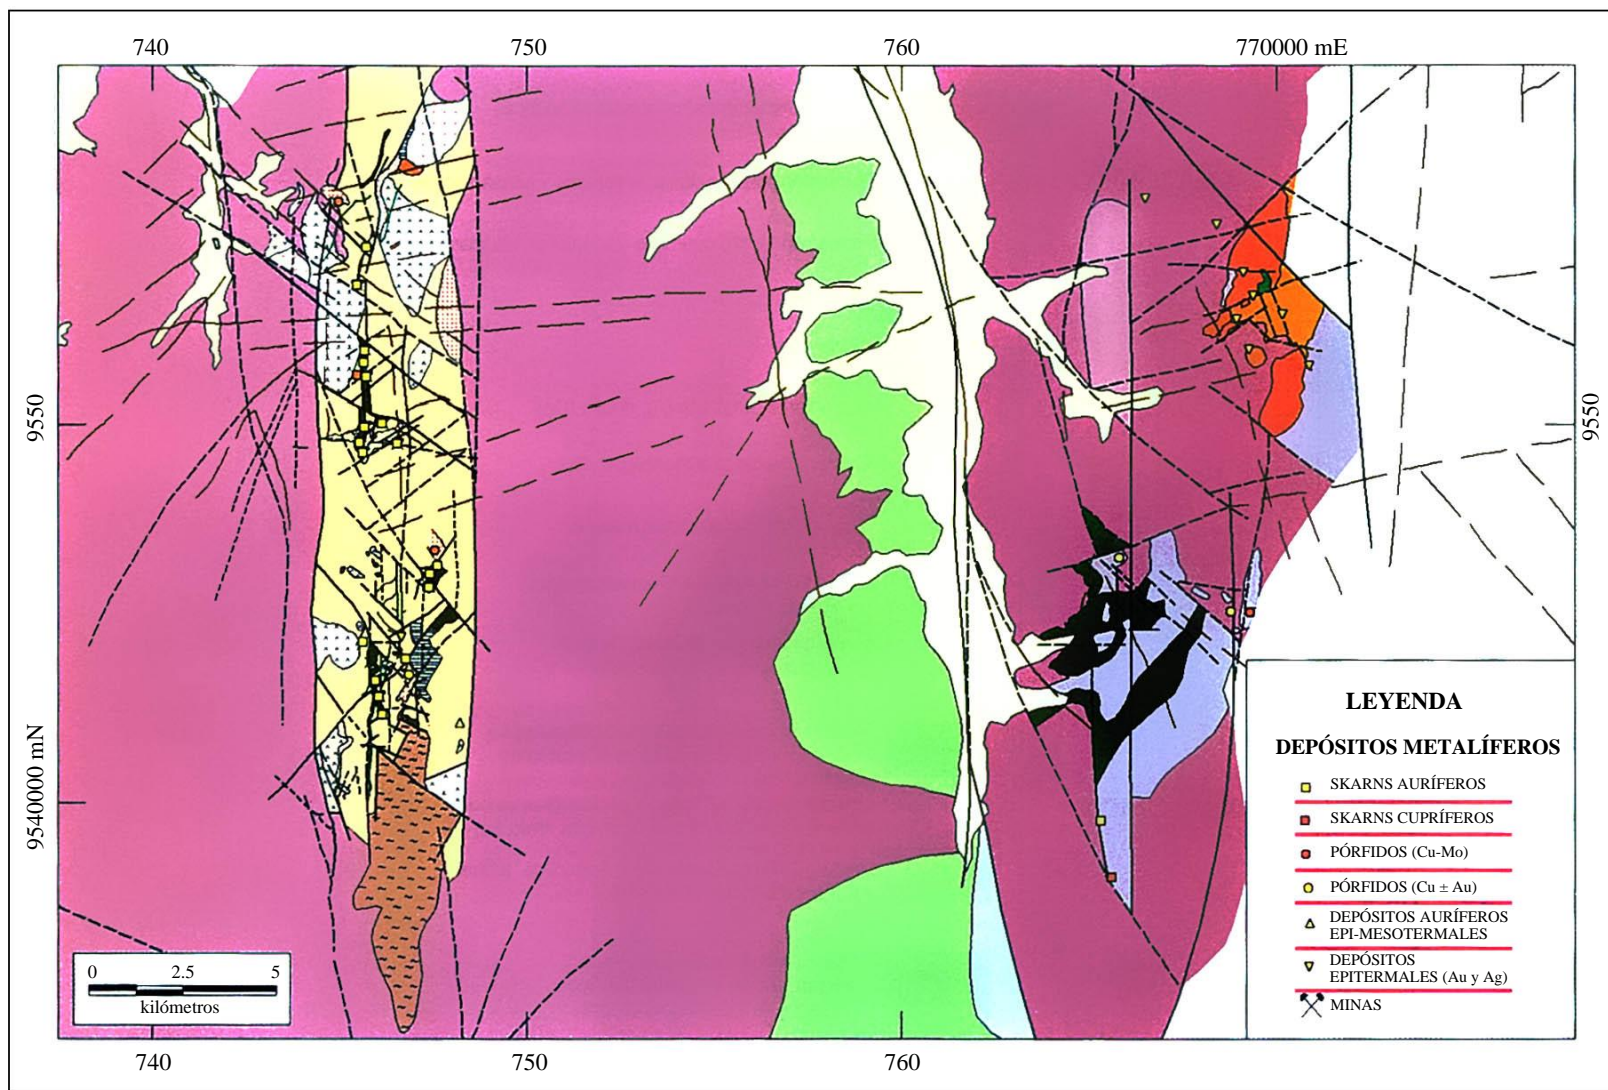 740 750 760 770000 mE
9550
9550
9540000 mN
LEYENDA
DEPÓSITOS METALÍFEROS
SKARNS AURÍFEROS
SKARNS CUPRÍFEROS
PÓRFIDOS (Cu-Mo)
PÓRFIDOS (Cu ± Au)
DEPÓSITOS AURÍFEROS
EPI-MESOTERMALES
DEPÓSITOS
EPITERMALES (Au y Ag)
MINAS
0 2.5 5
kilómetros
740 750 760